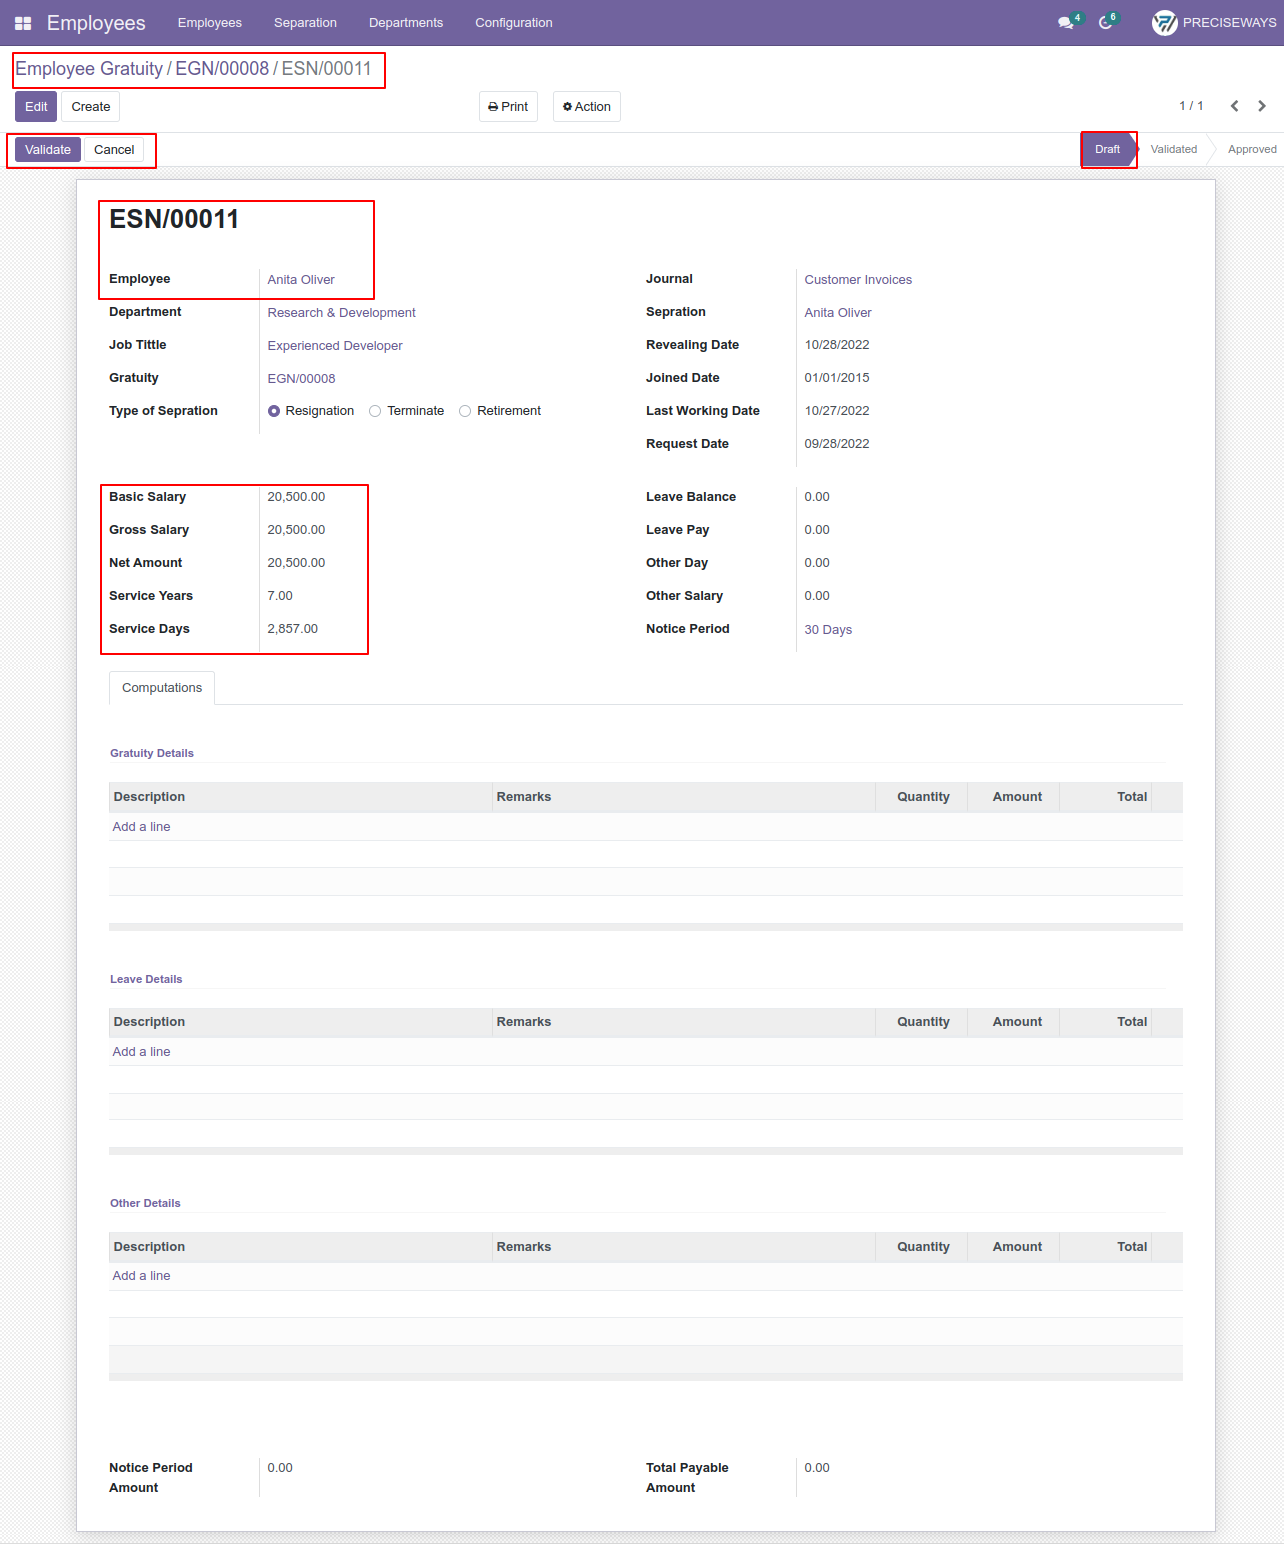 Employees Employees Separation Departments Configuration 4 6 PRECISEWAYS
Employee Gratuity / EGN/00008 / ESN/00011
Edit Create Print Action 1 / 1
Validate Cancel Draft Validated Approved
ESN/00011
Employee Anita Oliver Journal Customer Invoices
Department Research & Development Sepration Anita Oliver
Job Tittle Experienced Developer Revealing Date 10/28/2022
Gratuity EGN/00008 Joined Date 01/01/2015
Type of Sepration Resignation Terminate Retirement Last Working Date 10/27/2022
Request Date 09/28/2022
Basic Salary 20,500.00 Leave Balance 0.00
Gross Salary 20,500.00 Leave Pay 0.00
Net Amount 20,500.00 Other Day 0.00
Service Years 7.00 Other Salary 0.00
Service Days 2,857.00 Notice Period 30 Days
Computations
Gratuity Details
Description Remarks Quantity Amount Total
Add a line
Leave Details
Description Remarks Quantity Amount Total
Add a line
Other Details
Description Remarks Quantity Amount Total
Add a line
Notice Period 0.00 Total Payable 0.00
Amount Amount